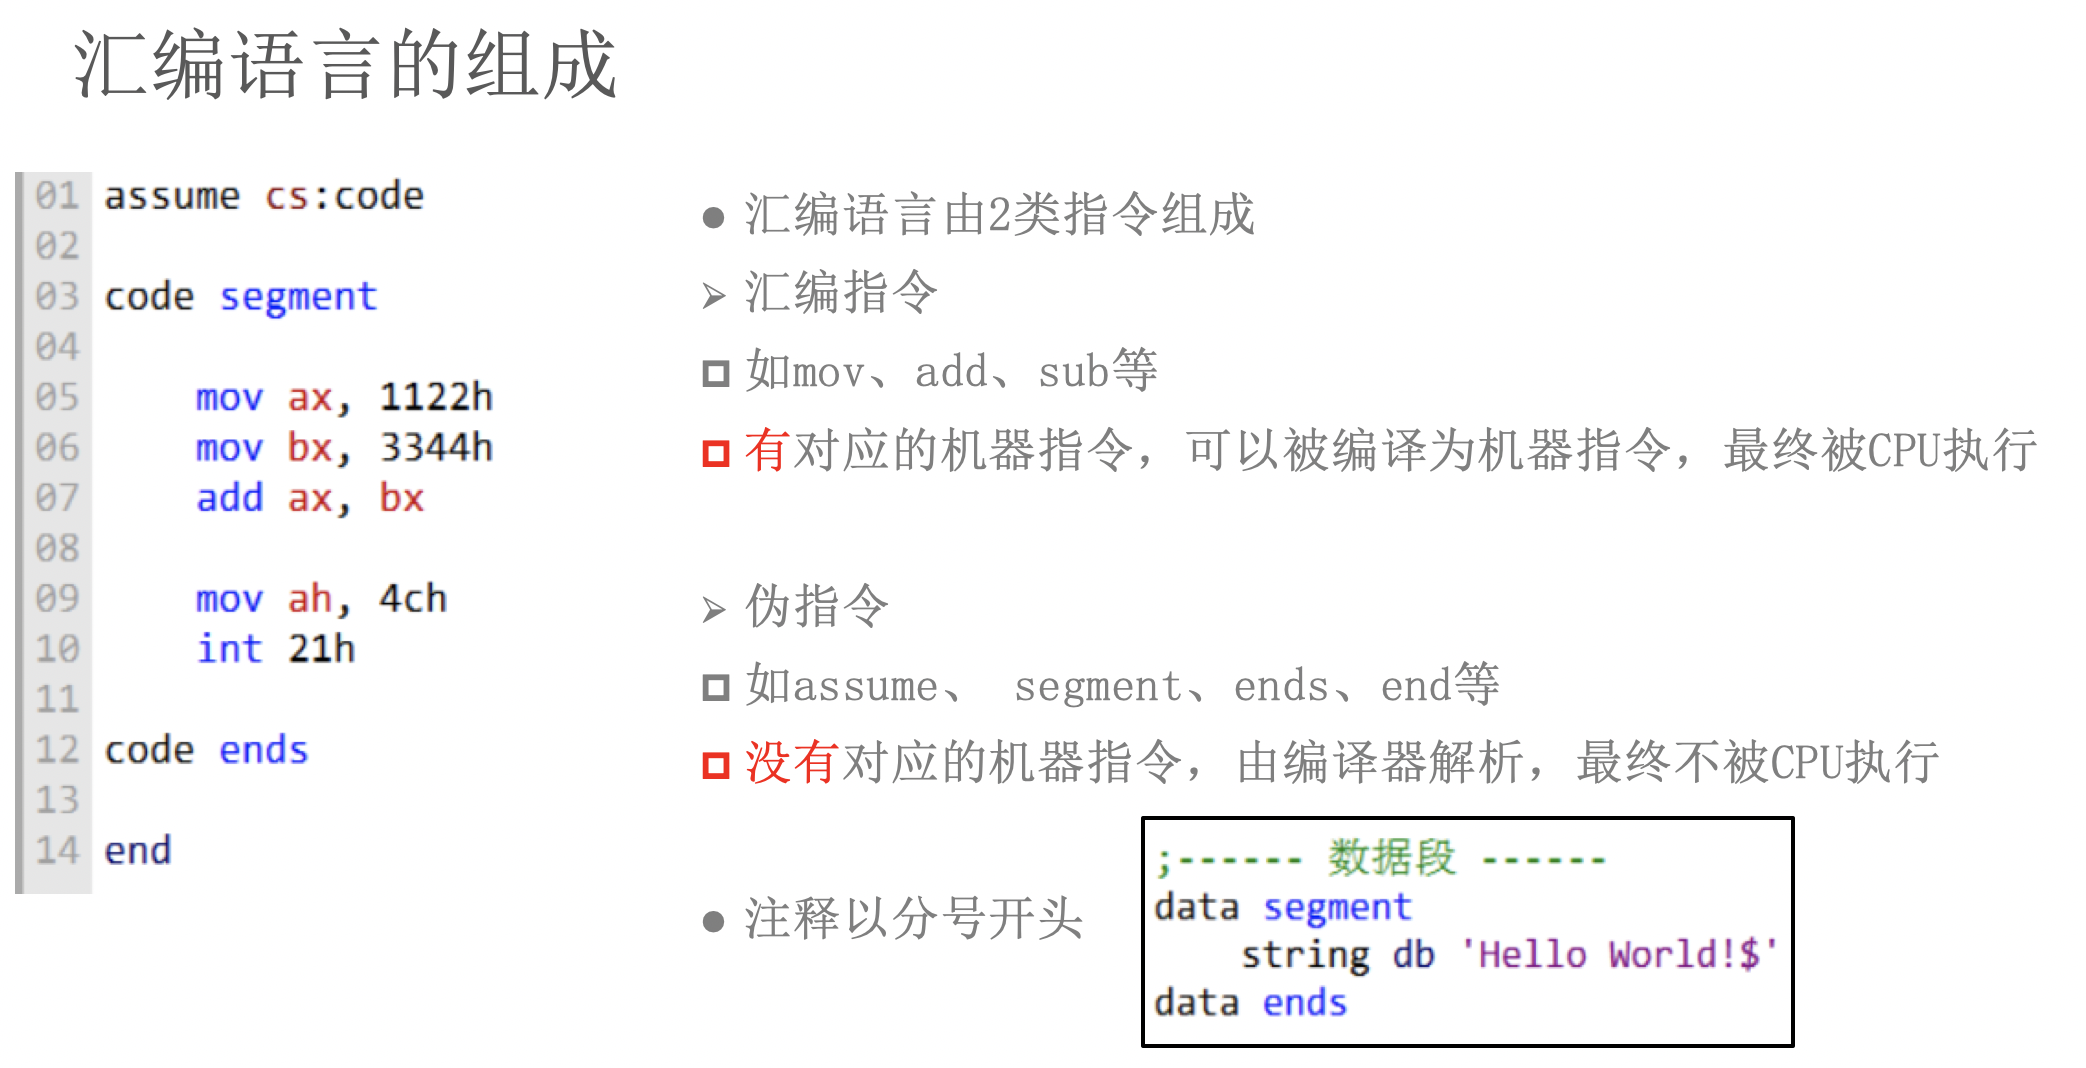 汇编语言的组成
01 assume cs:code
02
03 code segment
04
05 mov ax, 1122h
06 mov bx, 3344h
07 add ax, bx
08
09 mov ah, 4ch
10 int 21h
11
12 code ends
13
14 end
● 汇编语言由2类指令组成
➢ 汇编指令
如mov、add、sub等
有对应的机器指令，可以被编译为机器指令，最终被CPU执行
➢ 伪指令
如assume、 segment、ends、end等
没有对应的机器指令，由编译器解析，最终不被CPU执行
● 注释以分号开头
;------ 数据段 ------
data segment
string db 'Hello World!$'
data ends